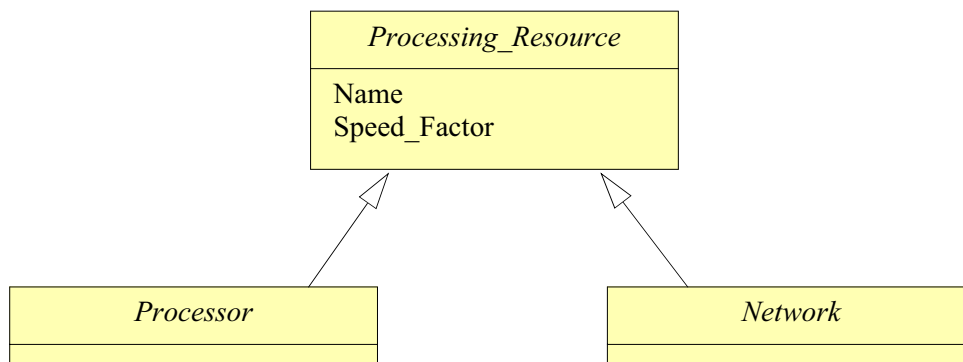 Processing_Resource
Name
Speed_Factor
Processor
Network